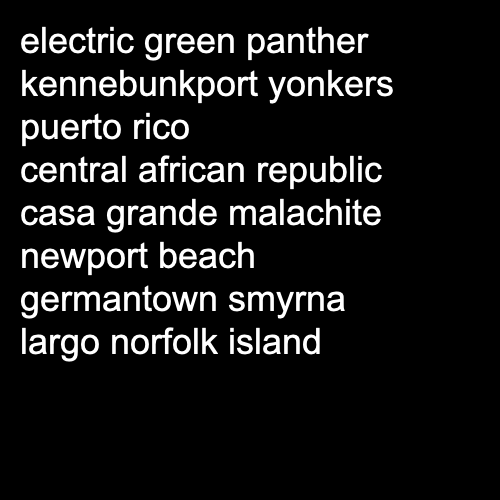 electric green panther
kennebunkport yonkers
puerto rico
central african republic
casa grande malachite
newport beach
germantown smyrna
largo norfolk island